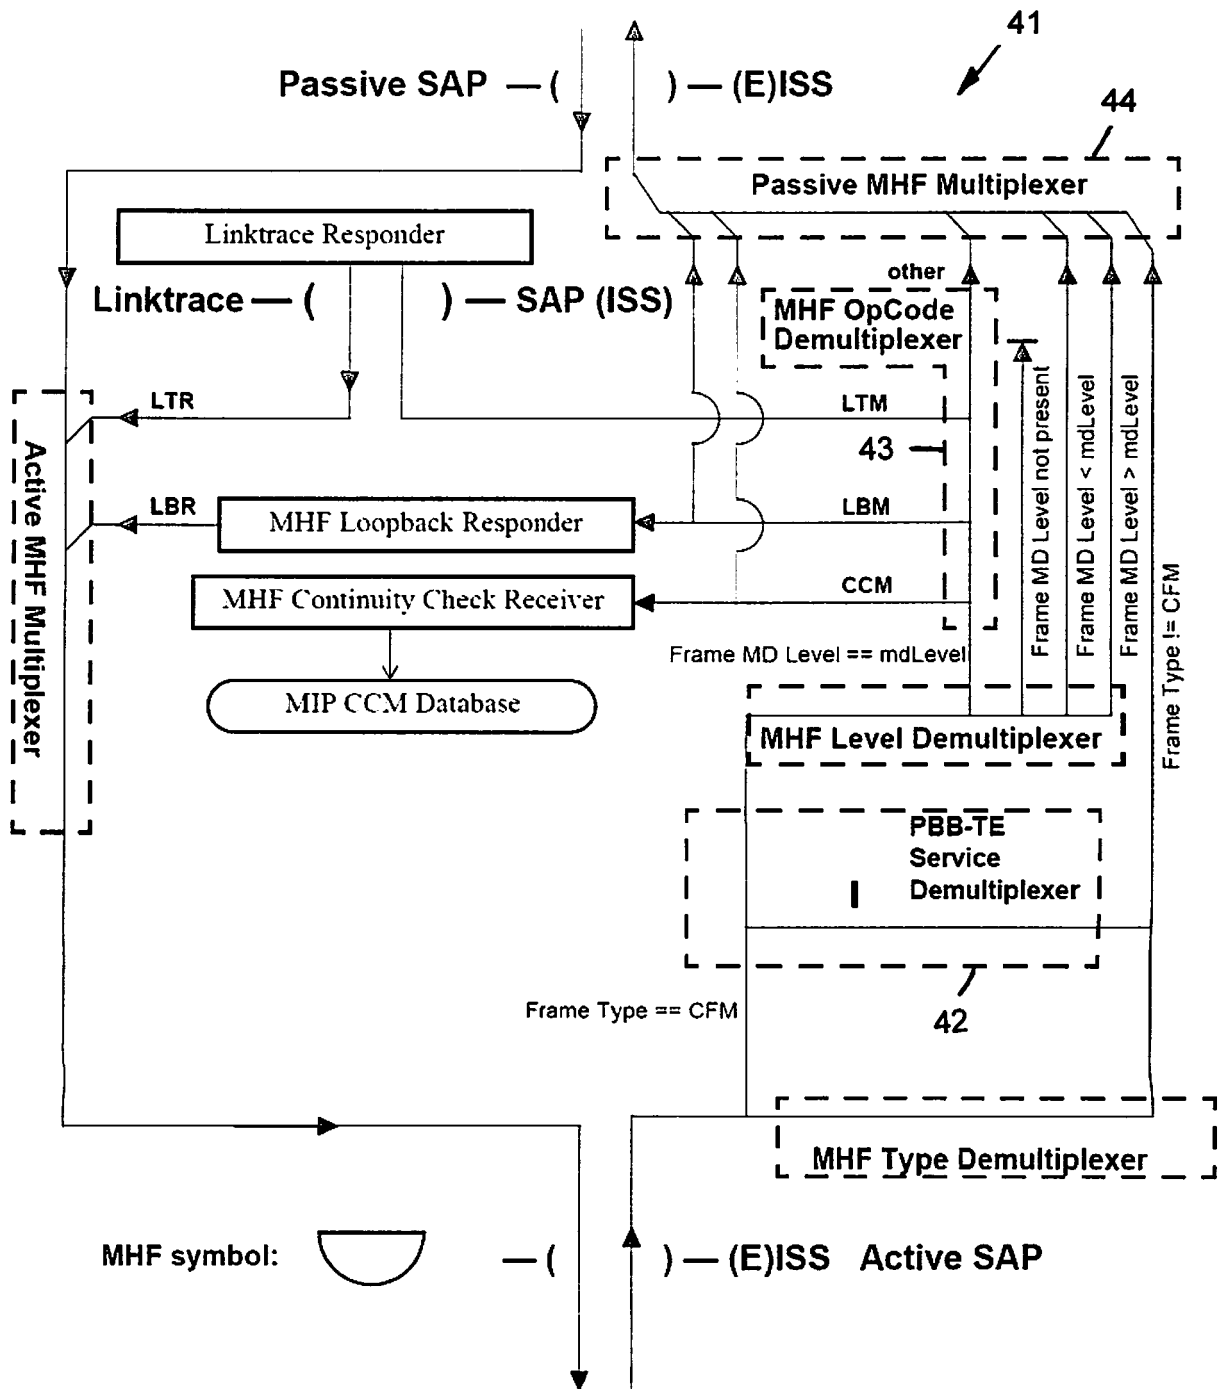 41
Passive SAP — ( ) — (E)ISS
44
Passive MHF Multiplexer
Linktrace Responder
other
Linktrace — ( ) — SAP (ISS)
MHF OpCode
Demultiplexer
LTR
LTM
43
Active MHF Multiplexer
Frame MD Level not present
Frame MD Level < mdLevel
Frame MD Level > mdLevel
Frame Type != CFM
LBR
MHF Loopback Responder
LBM
MHF Continuity Check Receiver
CCM
Frame MD Level == mdLevel
MIP CCM Database
MHF Level Demultiplexer
PBB-TE
Service
Demultiplexer
Frame Type == CFM
42
MHF Type Demultiplexer
MHF symbol:
— ( ) — (E)ISS Active SAP